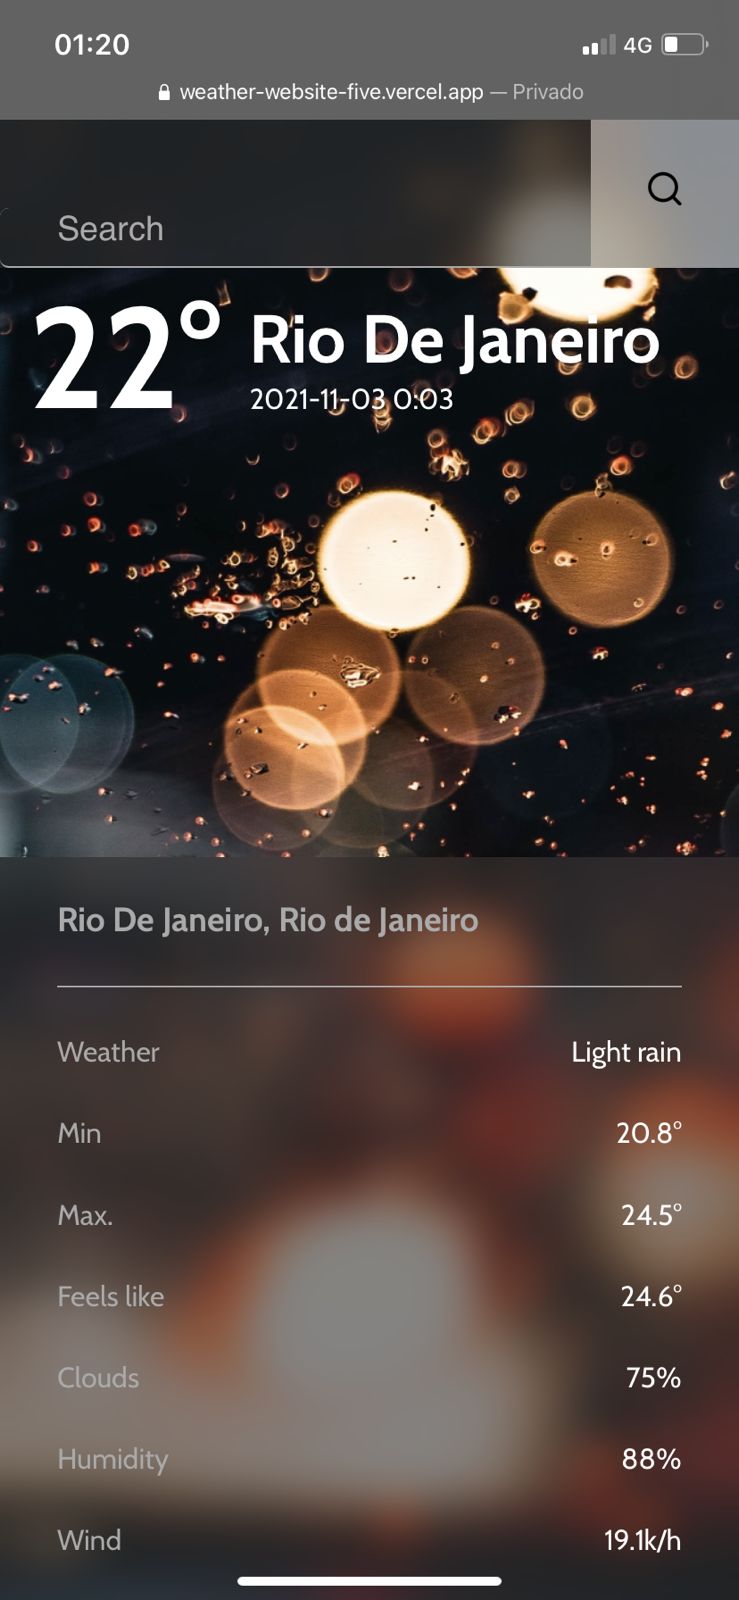 01:20
4G
weather-website-five.vercel.app — Privado
Search
22°
Rio De Janeiro
2021-11-03 0:03
Rio De Janeiro, Rio de Janeiro
Weather Light rain
Min 20.8°
Max. 24.5°
Feels like 24.6°
Clouds 75%
Humidity 88%
Wind 19.1k/h